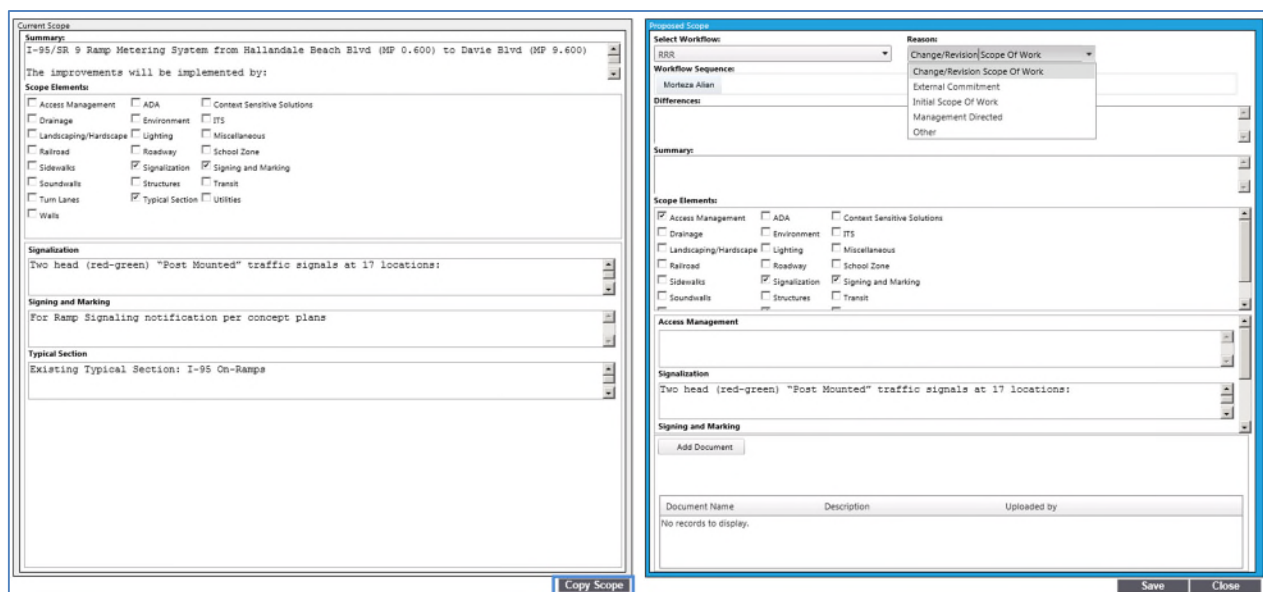 Current Scope
Summary:
I-95/SR 9 Ramp Metering System from Hallandale Beach Blvd (MP 0.600) to Davie Blvd (MP 9.600)
The improvements will be implemented by:
Scope Elements:
Access Management ADA Context Sensitive Solutions
Drainage Environment ITS
Landscaping/Hardscape Lighting Miscellaneous
Railroad Roadway School Zone
Sidewalks Signalization Signing and Marking
Soundwalls Structures Transit
Turn Lanes Typical Section Utilities
Walls
Signalization
Two head (red-green) “Post Mounted” traffic signals at 17 locations:
Signing and Marking
For Ramp Signaling notification per concept plans
Typical Section
Existing Typical Section: I-95 On-Ramps
Copy Scope
Proposed Scope
Select Workflow: Reason:
RRR Change/Revision Scope Of Work
Change/Revision Scope Of Work
External Commitment
Initial Scope Of Work
Management Directed
Other
Workflow Sequence:
Morteza Alian
Differences:
Summary:
Scope Elements:
Access Management ADA Context Sensitive Solutions
Drainage Environment ITS
Landscaping/Hardscape Lighting Miscellaneous
Railroad Roadway School Zone
Sidewalks Signalization Signing and Marking
Soundwalls Structures Transit
Access Management
Signalization
Two head (red-green) “Post Mounted” traffic signals at 17 locations:
Signing and Marking
Add Document
Document Name Description Uploaded by
No records to display.
Save Close